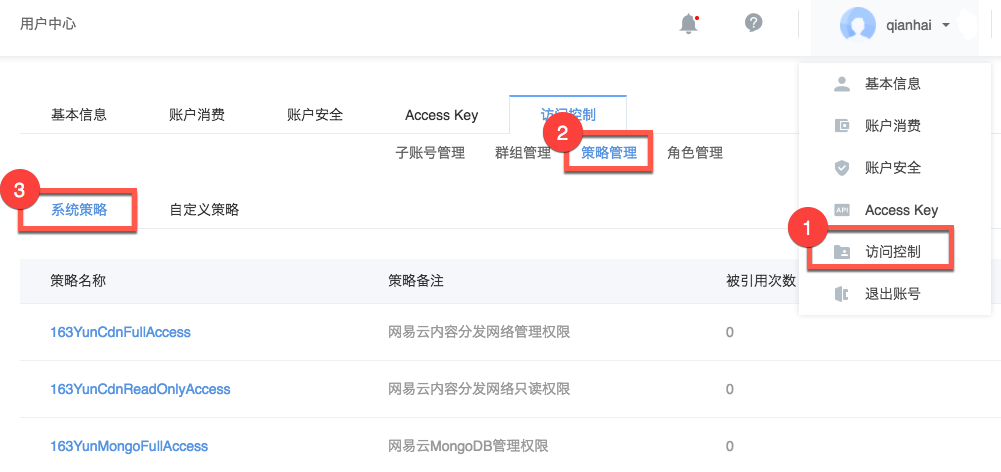 用户中心
qianhai
基本信息
账户消费
账户安全
Access Key
访问控制
退出账号
1
基本信息 账户消费 账户安全 Access Key 访问控制
2
子账号管理 群组管理 策略管理 角色管理
3
系统策略 自定义策略
策略名称 策略备注 被引用次数
163YunCdnFullAccess 网易云内容分发网络管理权限 0
163YunCdnReadOnlyAccess 网易云内容分发网络只读权限 0
163YunMongoFullAccess 网易云MongoDB管理权限 0